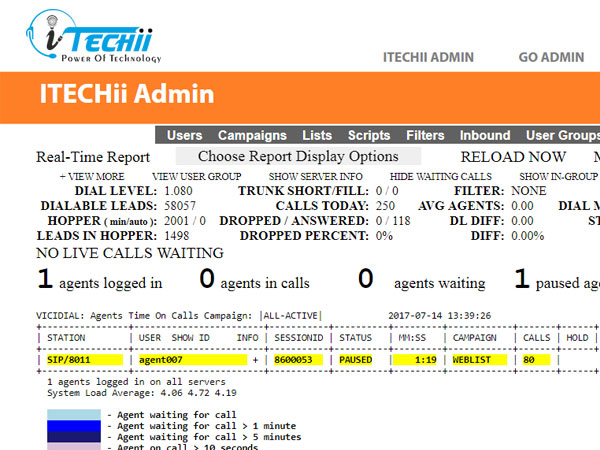 iTECHii
Power Of Technology
ITECHII ADMIN GO ADMIN
ITECHii Admin
Users Campaigns Lists Scripts Filters Inbound User Groups
Real-Time Report Choose Report Display Options RELOAD NOW M
+ VIEW MORE VIEW USER GROUP SHOW SERVER INFO HIDE WAITING CALLS SHOW IN-GROUP
DIAL LEVEL: 1.080 TRUNK SHORT/FILL: 0 / 0 FILTER: NONE
DIALABLE LEADS: 58057 CALLS TODAY: 250 AVG AGENTS: 0.00 DIAL M
HOPPER ( min/auto ): 2001 / 0 DROPPED / ANSWERED: 0 / 118 DL DIFF: 0.00 ST
LEADS IN HOPPER: 1498 DROPPED PERCENT: 0% DIFF: 0.00%
NO LIVE CALLS WAITING
1 agents logged in 0 agents in calls 0 agents waiting 1 paused age
VICIDIAL: Agents Time On Calls Campaign: |ALL-ACTIVE| 2017-07-14 13:39:26
| STATION | USER SHOW ID INFO | SESSIONID | STATUS | MM:SS | CAMPAIGN | CALLS | HOLD |
| SIP/8011 | agent007 + | 8600053 | PAUSED | 1:19 | WEBLIST | 80 |
1 agents logged in on all servers
System Load Average: 4.06 4.72 4.19
- Agent waiting for call
- Agent waiting for call > 1 minute
- Agent waiting for call > 5 minutes
- Agent on call > 10 seconds